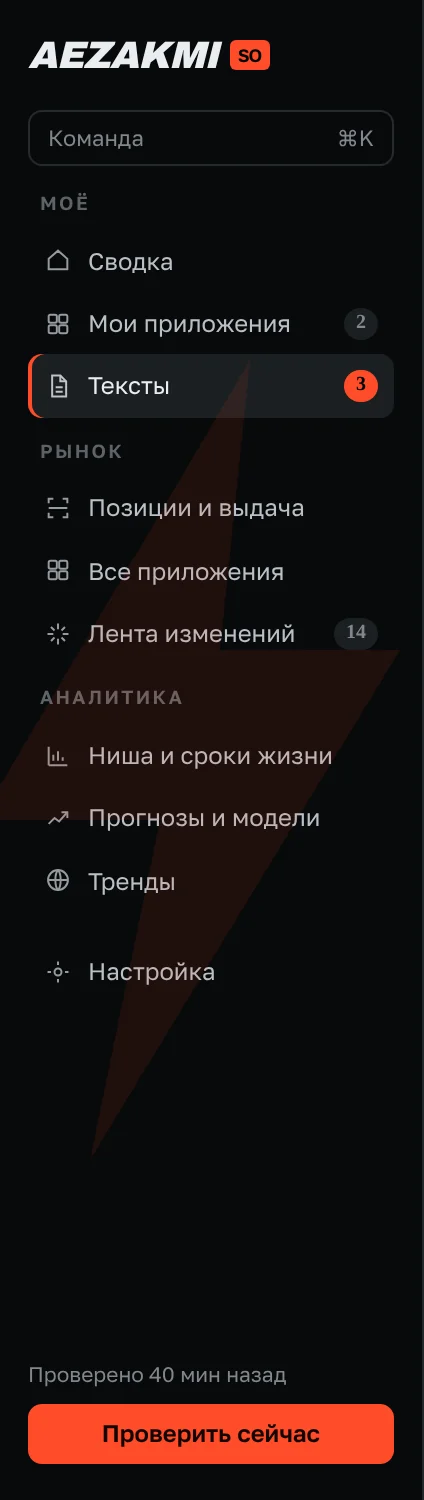 AEZAKMI SO
Команда ⌘K
МОЁ
Сводка
Мои приложения 2
Тексты 3
РЫНОК
Позиции и выдача
Все приложения
Лента изменений 14
АНАЛИТИКА
Ниша и сроки жизни
Прогнозы и модели
Тренды
Настройка
Проверено 40 мин назад
Проверить сейчас